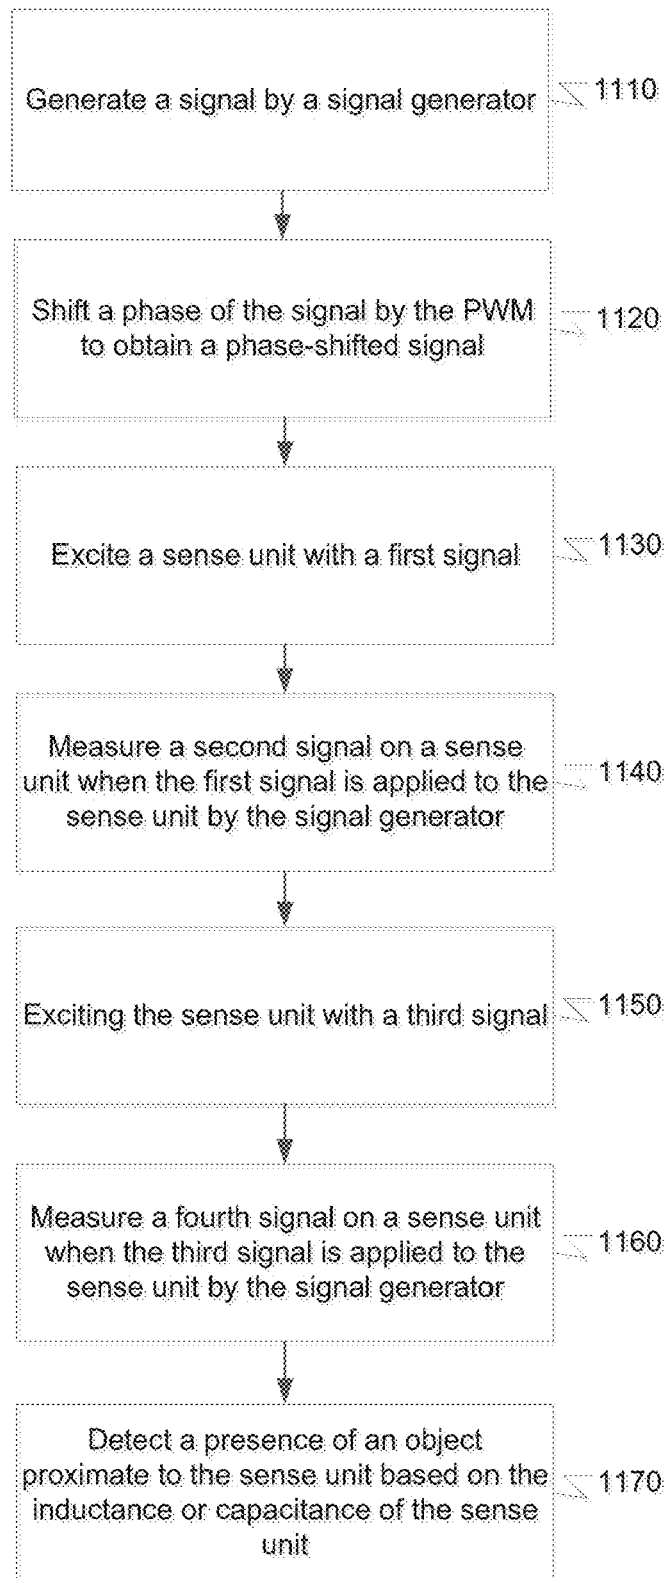 Generate a signal by a signal generator
1110
Shift a phase of the signal by the PWM
to obtain a phase-shifted signal
1120
Excite a sense unit with a first signal
1130
Measure a second signal on a sense
unit when the first signal is applied to the
sense unit by the signal generator
1140
Exciting the sense unit with a third signal
1150
Measure a fourth signal on a sense unit
when the third signal is applied to the
sense unit by the signal generator
1160
Detect a presence of an object
proximate to the sense unit based on the
inductance or capacitance of the sense
unit
1170